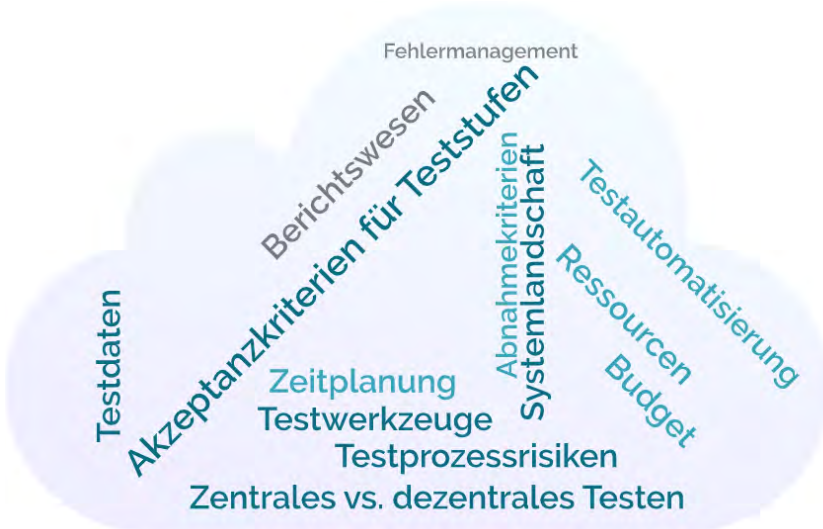 Fehlermanagement
Berichtswesen
Akzeptanzkriterien für Teststufen
Abnahmekriterien
Systemlandschaft
Testautomatisierung
Ressourcen
Budget
Testdaten
Zeitplanung
Testwerkzeuge
Testprozessrisiken
Zentrales vs. dezentrales Testen